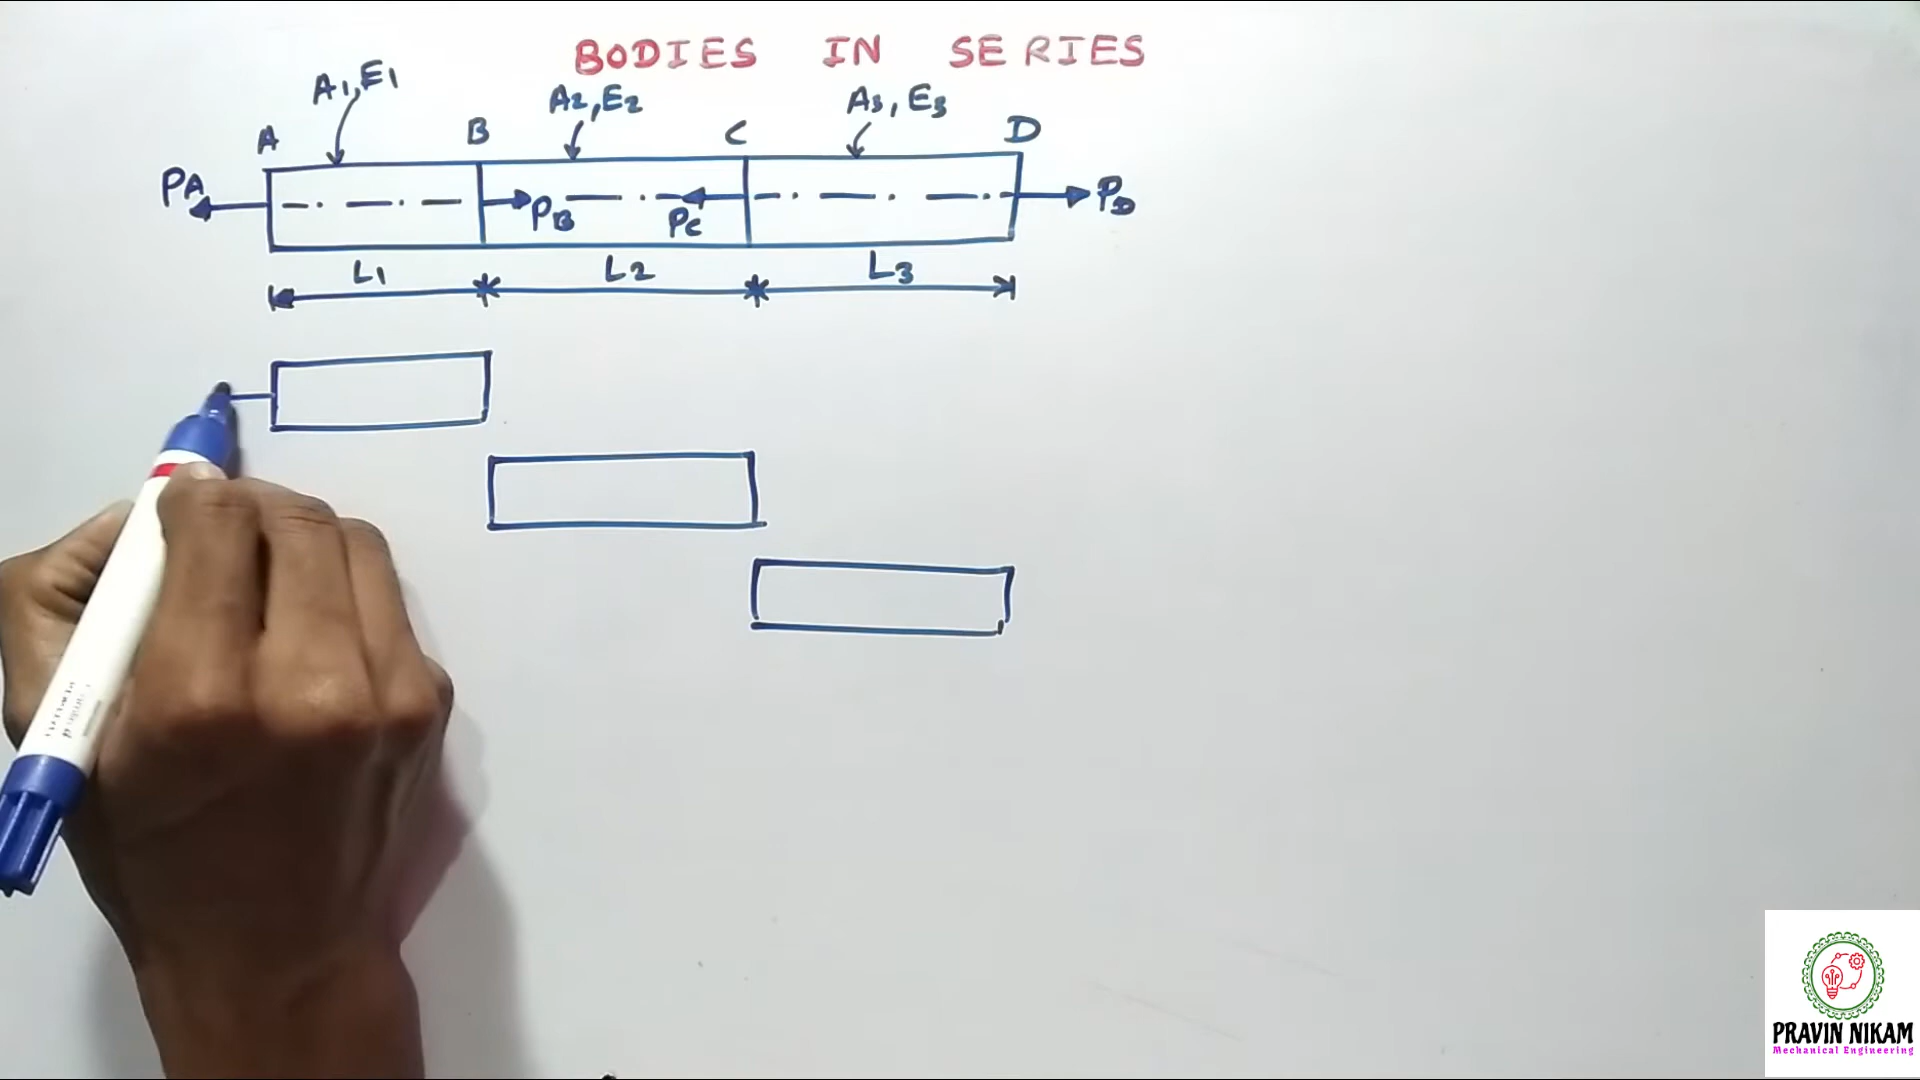 BODIES IN SERIES
A1,E1
A2,E2
A3, E3
A
B
C
D
PA
PB
PC
PD
L1
L2
L3
PRAVIN NIKAM
Mechanical Engineering